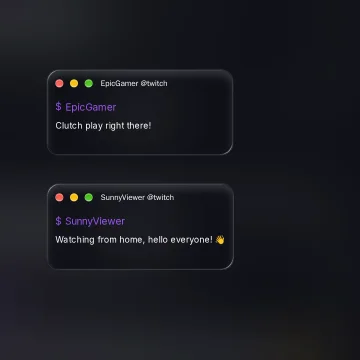 EpicGamer @twitch
$ EpicGamer
Clutch play right there!
SunnyViewer @twitch
$ SunnyViewer
Watching from home, hello everyone! 👋